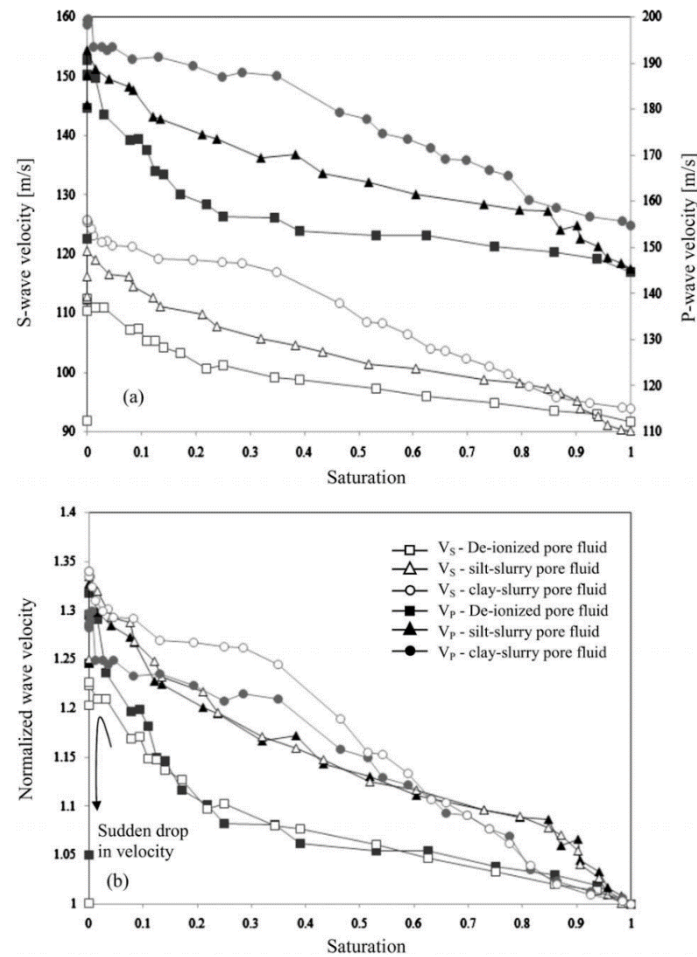 160
150
140
130
120
110
100
90
S-wave velocity [m/s]
200
190
180
170
160
150
140
130
120
110
P-wave velocity [m/s]
(a)
0 0.1 0.2 0.3 0.4 0.5 0.6 0.7 0.8 0.9 1
Saturation
1.4
1.35
1.3
1.25
1.2
1.15
1.1
1.05
1
Normalized wave velocity
VS - De-ionized pore fluid
VS - silt-slurry pore fluid
VS - clay-slurry pore fluid
VP - De-ionized pore fluid
VP - silt-slurry pore fluid
VP - clay-slurry pore fluid
Sudden drop
in velocity
(b)
0 0.1 0.2 0.3 0.4 0.5 0.6 0.7 0.8 0.9 1
Saturation